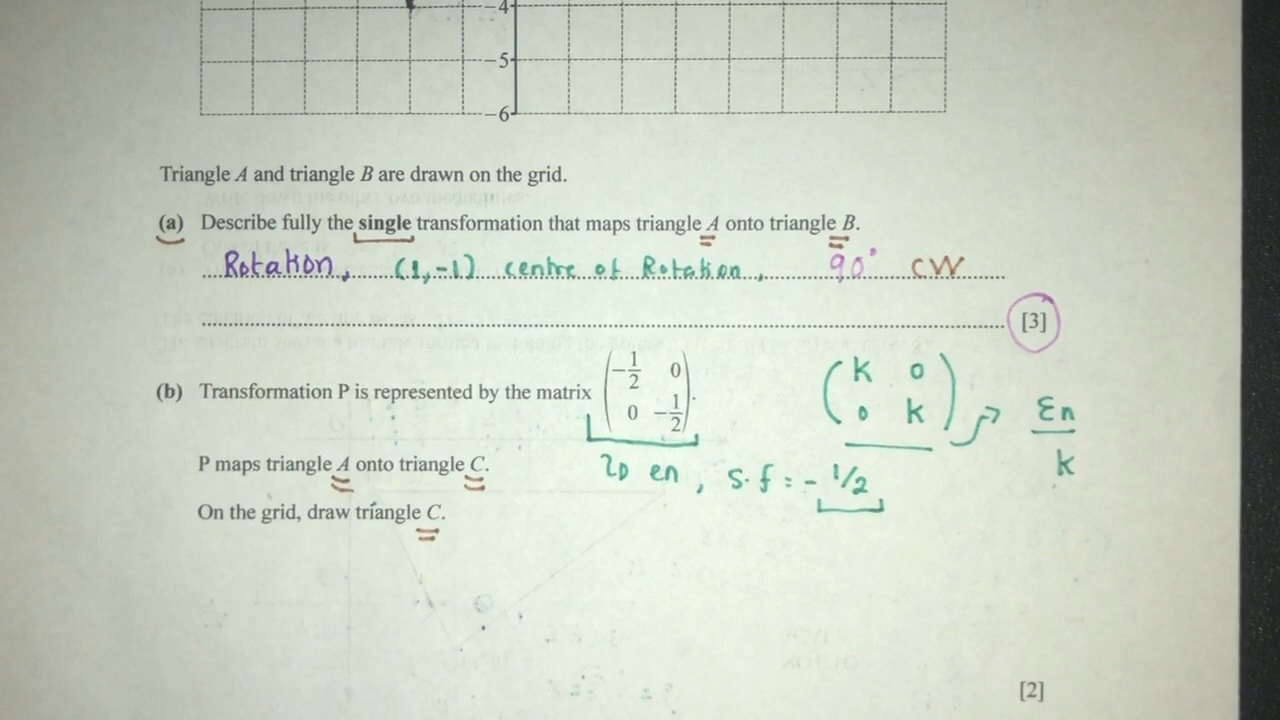 -4
-5
-6
Triangle A and triangle B are drawn on the grid.
(a) Describe fully the single transformation that maps triangle A onto triangle B.
Rotation, (1,-1) centre of Rotation, 90° CW
[3]
(b) Transformation P is represented by the matrix (-1/2 0 0 -1/2).
(k 0 0 k) En k
P maps triangle A onto triangle C.
2D en, s.f = - 1/2
On the grid, draw triangle C.
[2]